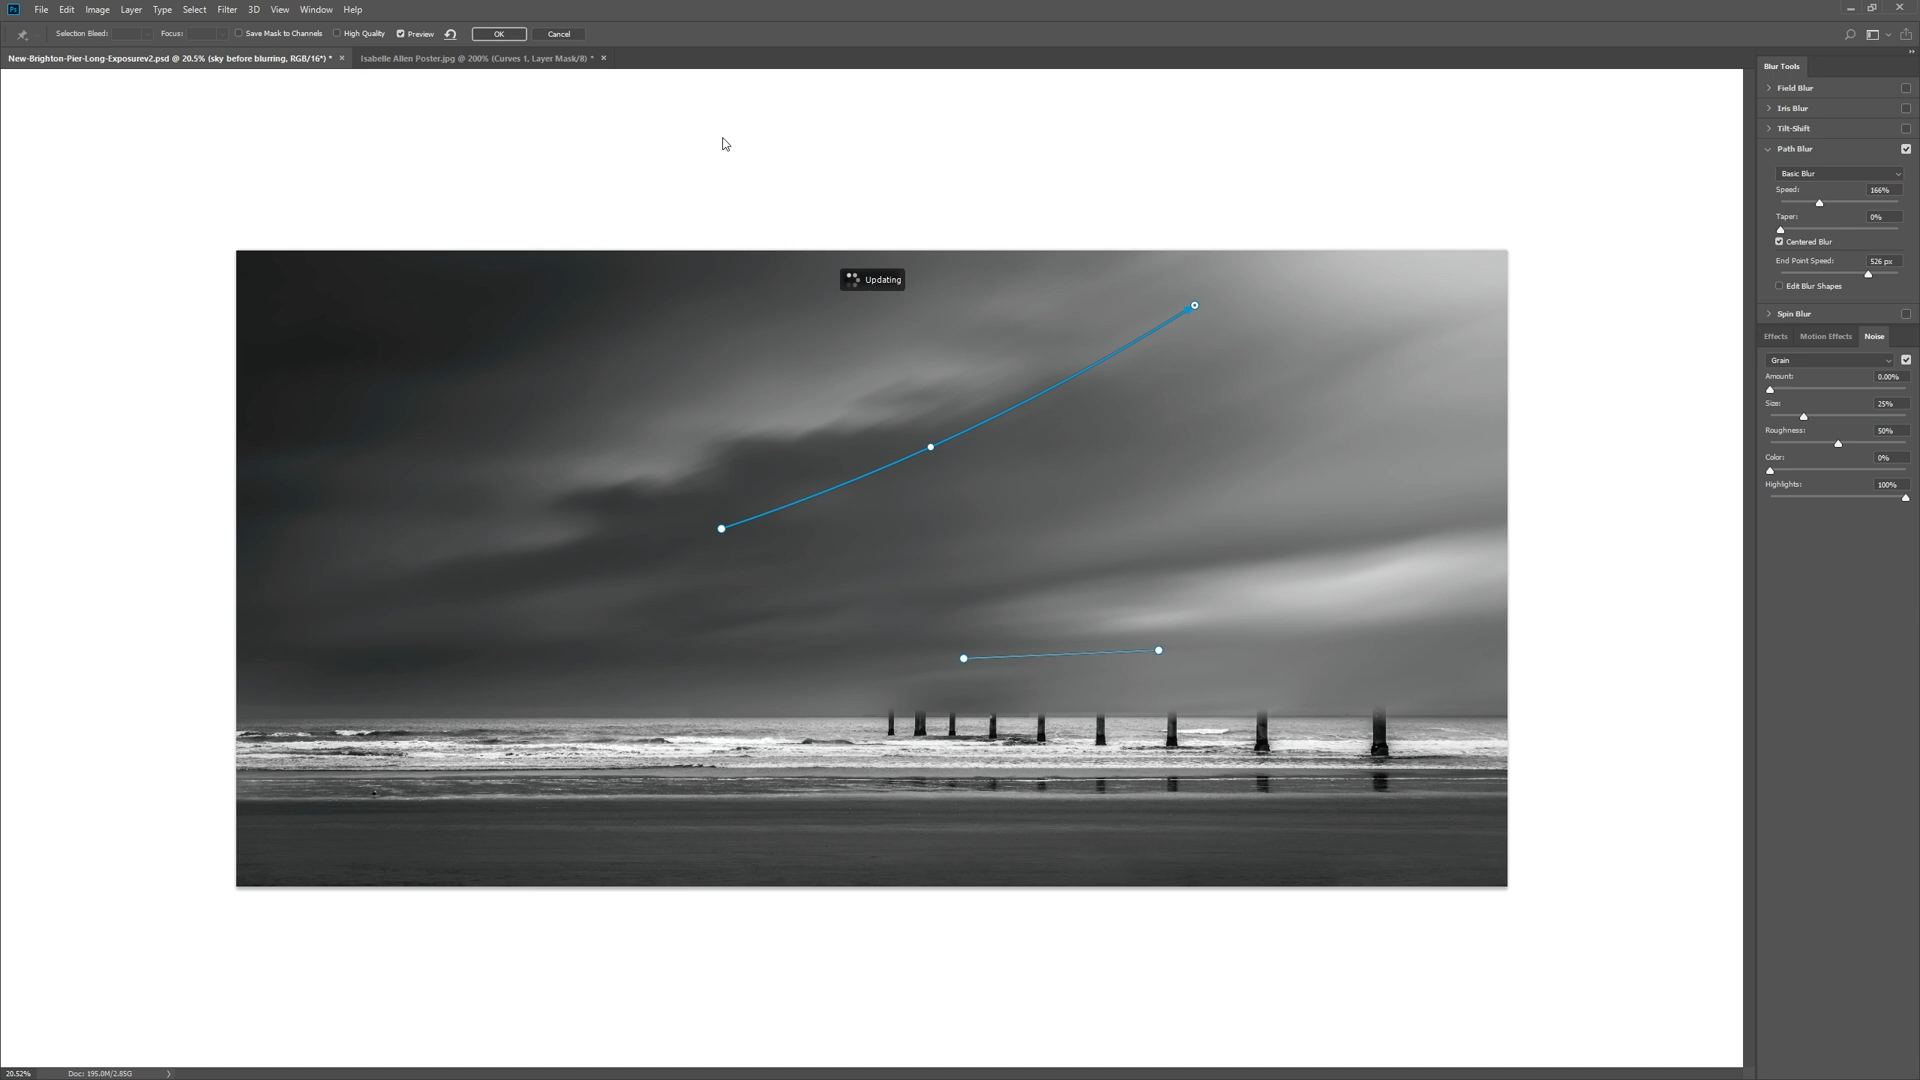 Ps File Edit Image Layer Type Select Filter 3D View Window Help
Selection Bleed: Focus: Save Mask to Channels High Quality Preview OK Cancel
New-Brighton-Pier-Long-Exposurev2.psd @ 20.5% (sky before blurring, RGB/16*) * Isabelle Allen Poster.jpg @ 200% (Curves 1, Layer Mask/8) *
Blur Tools
Field Blur
Iris Blur
Tilt-Shift
Path Blur
Basic Blur
Speed: 166%
Taper: 0%
Centered Blur
End Point Speed: 526 px
Edit Blur Shapes
Spin Blur
Effects Motion Effects Noise
Grain
Amount: 0.00%
Size: 25%
Roughness: 50%
Color: 0%
Highlights: 100%
Updating
20.52% Doc: 195.0M/2.85G